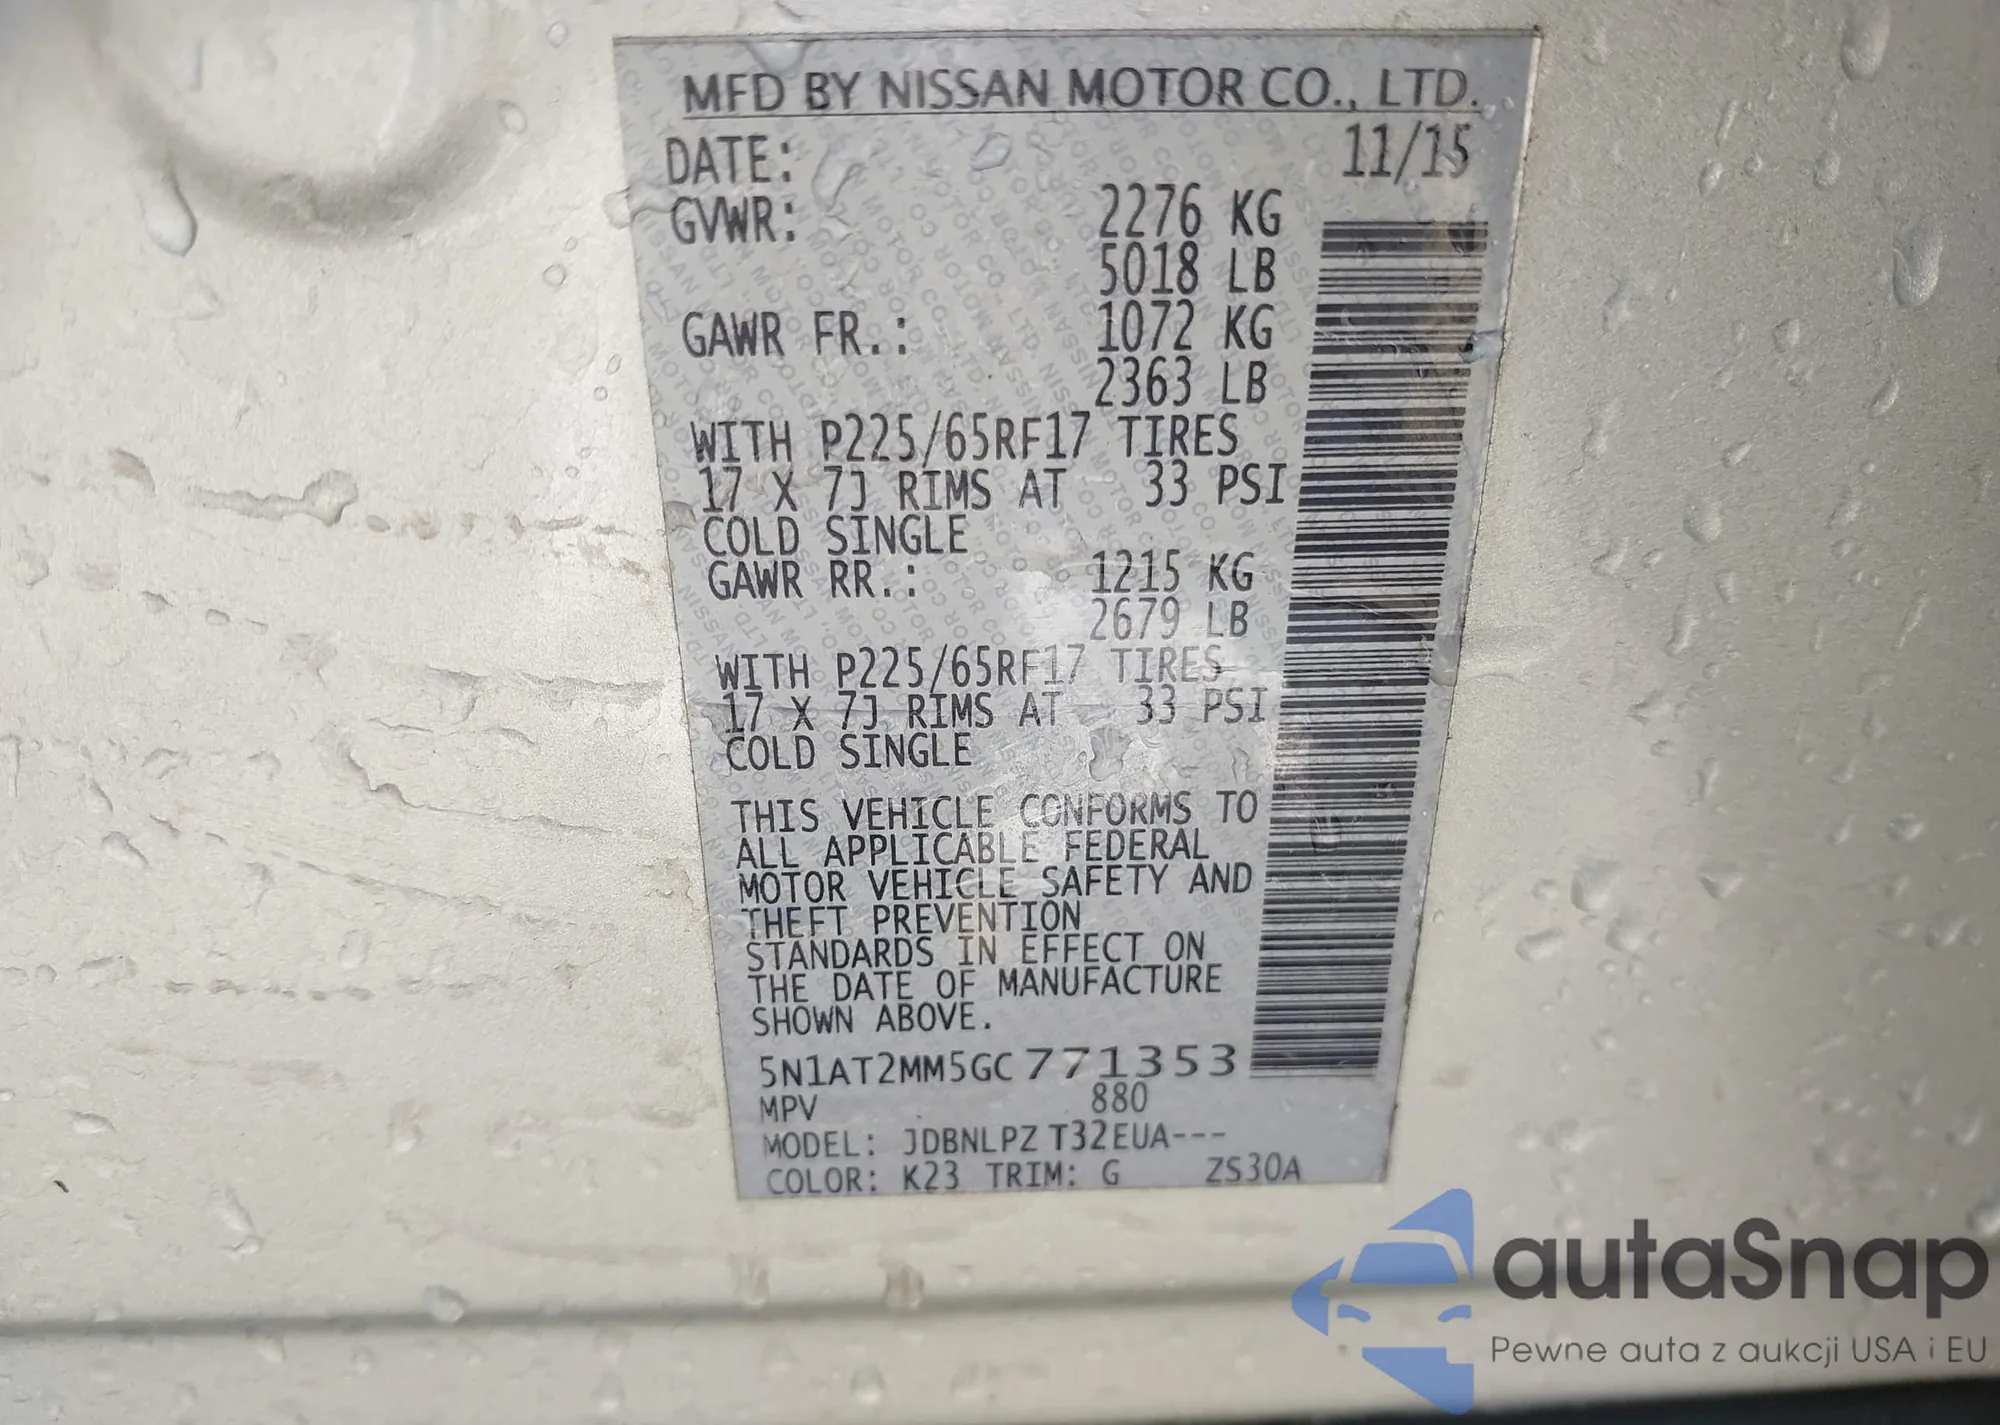 MFD BY NISSAN MOTOR CO., LTD.
DATE: 11/15
GVWR: 2276 KG
5018 LB
GAWR FR.: 1072 KG
2363 LB
WITH P225/65RF17 TIRES
17 X 7J RIMS AT 33 PSI
COLD SINGLE
GAWR RR.: 1215 KG
2679 LB
WITH P225/65RF17 TIRES
17 X 7J RIMS AT 33 PSI
COLD SINGLE
THIS VEHICLE CONFORMS TO
ALL APPLICABLE FEDERAL
MOTOR VEHICLE SAFETY AND
THEFT PREVENTION
STANDARDS IN EFFECT ON
THE DATE OF MANUFACTURE
SHOWN ABOVE.
5N1AT2MM5GC771353
MPV 880
MODEL: JDBNLPZ T32EUA---
COLOR: K23 TRIM: G ZS30A
autaSnap
Pewne auta z aukcji USA i EU